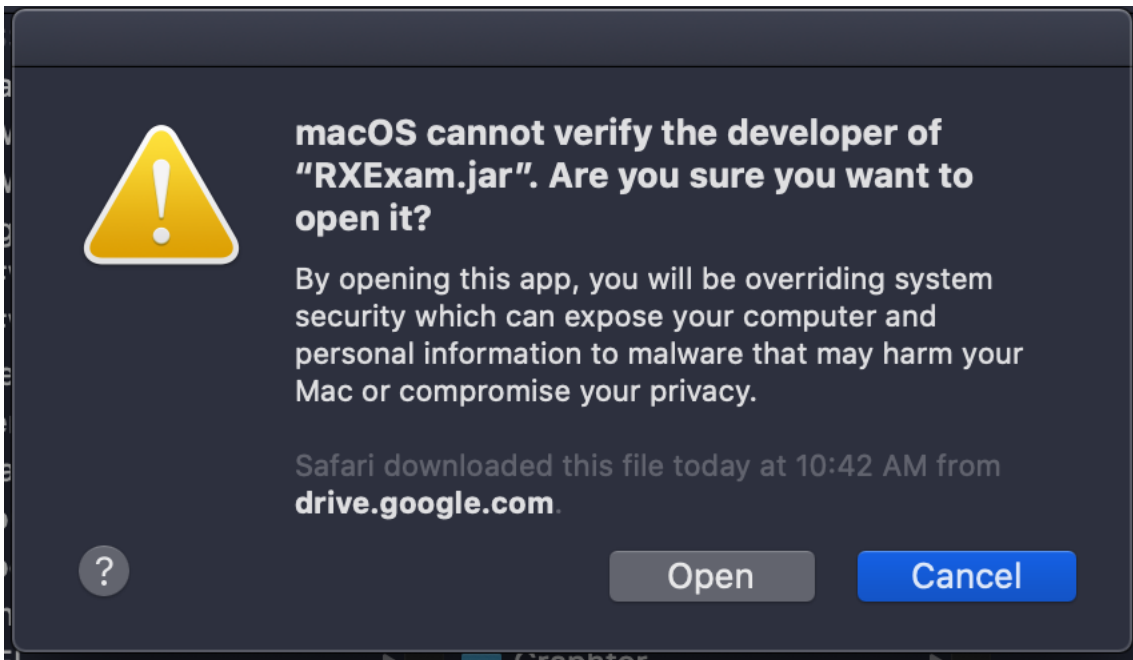 macOS cannot verify the developer of
“RXExam.jar”. Are you sure you want to
open it?
By opening this app, you will be overriding system
security which can expose your computer and
personal information to malware that may harm your
Mac or compromise your privacy.
Safari downloaded this file today at 10:42 AM from
drive.google.com.
?
Open
Cancel